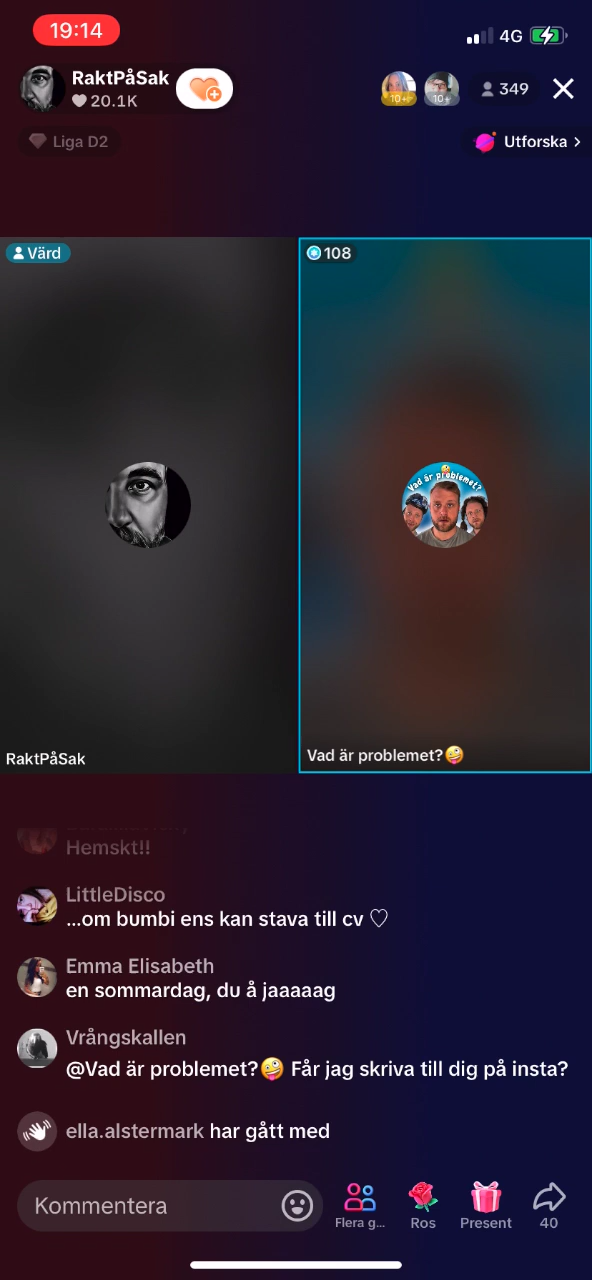 19:14
4G
RaktPåSak
20.1K
10+
10+
349
Liga D2
Utforska
Värd
108
Vad är problemet?
RaktPåSak
Vad är problemet?🤪
Hemskt!!
LittleDisco
...om bumbi ens kan stava till cv ♡
Emma Elisabeth
en sommardag, du å jaaaaag
Vrångskallen
@Vad är problemet?🤪 Får jag skriva till dig på insta?
ella.alstermark har gått med
Kommentera
Flera g...
Ros
Present
40